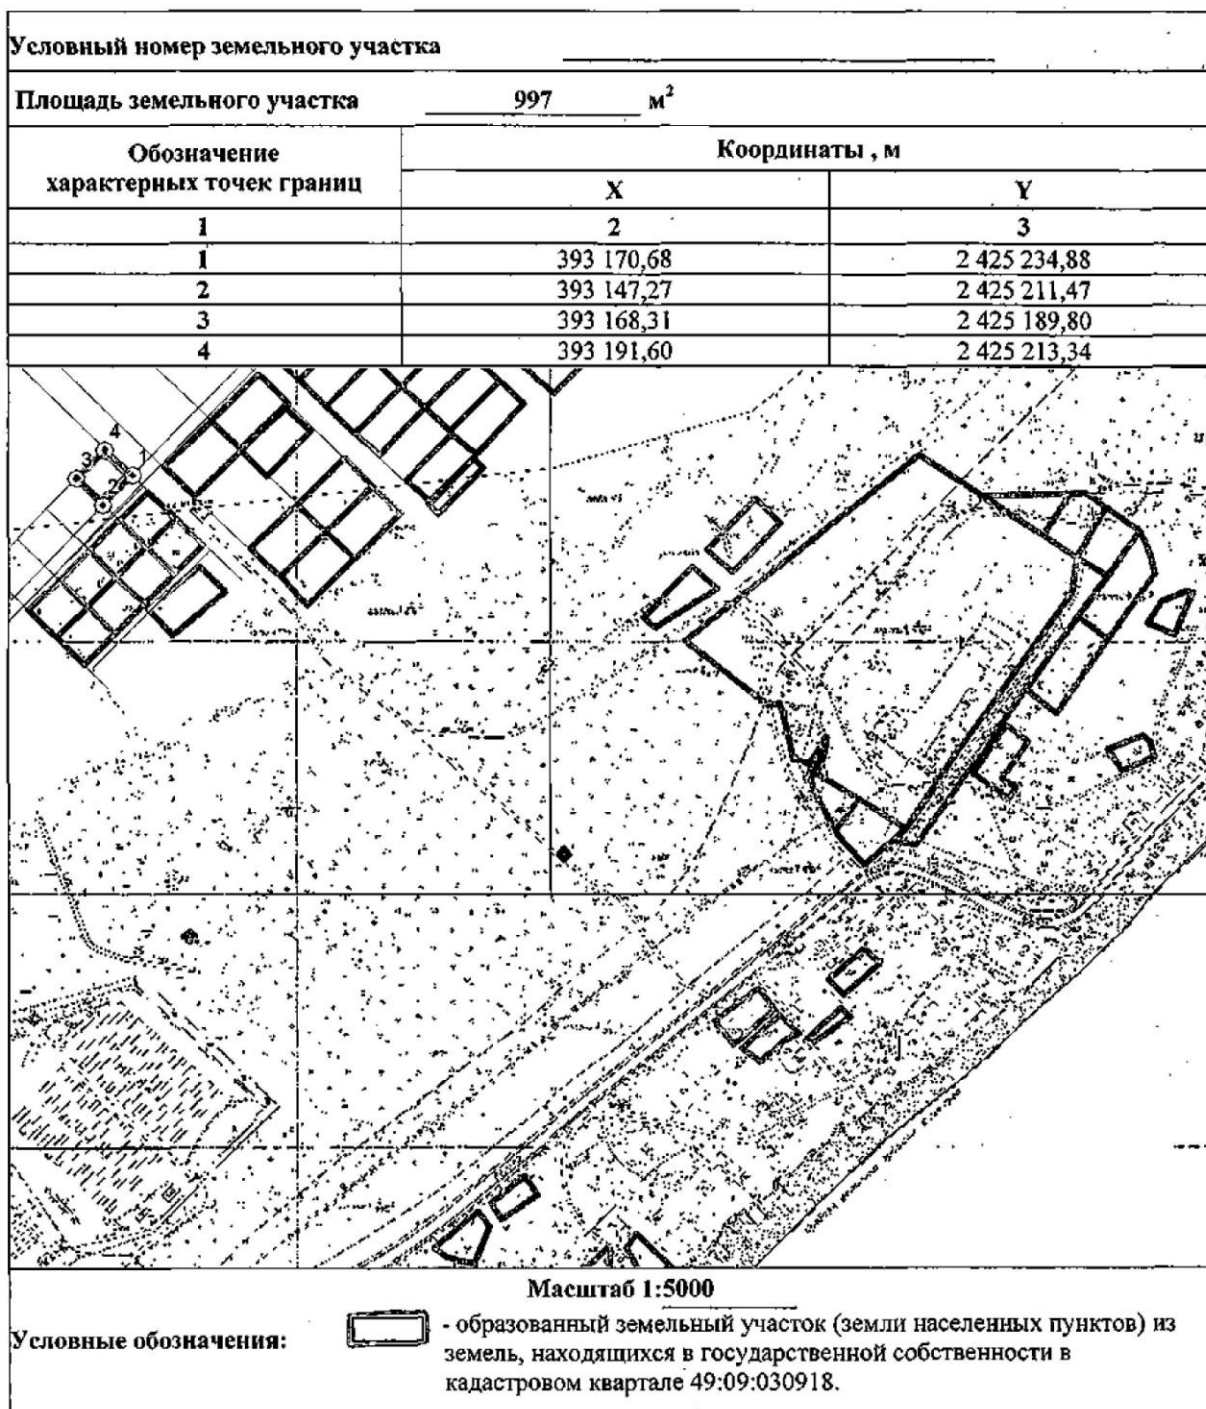 Условный номер земельного участка
Площадь земельного участка 997 м²
Обозначение характерных точек границ
Координаты , м
X Y
1 2 3
1 393 170,68 2 425 234,88
2 393 147,27 2 425 211,47
3 393 168,31 2 425 189,80
4 393 191,60 2 425 213,34
4
3 1
2
Масштаб 1:5000
Условные обозначения:
- образованный земельный участок (земли населенных пунктов) из
земель, находящихся в государственной собственности в
кадастровом квартале 49:09:030918.